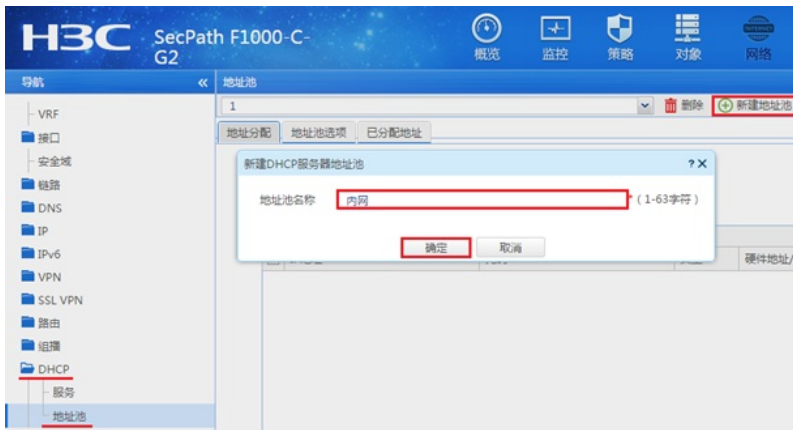 H3C SecPath F1000-C-G2
概览 监控 策略 对象 网络
导航 «
地址池
VRF
接口
安全域
链路
DNS
IP
IPv6
VPN
SSL VPN
路由
组播
DHCP
服务
地址池
1 删除 新建地址池
地址分配 地址池选项 已分配地址
新建DHCP服务器地址池 ? X
地址池名称 内网 * (1-63字符)
确定 取消
硬件地址/